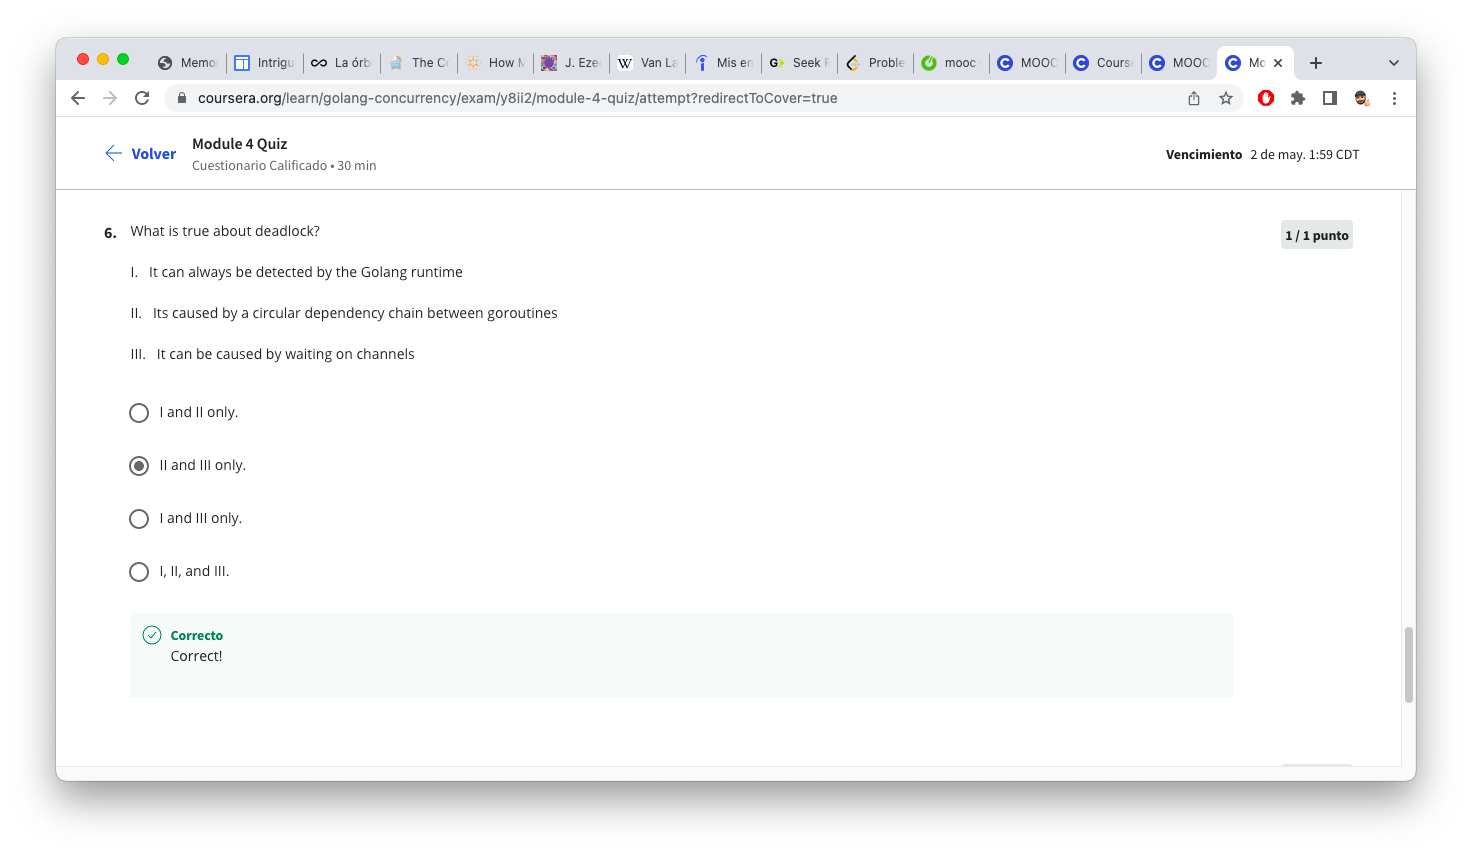 Memo Intrigu La órb The Co How M J. Ezec Van La Mis en Seek F Proble mooc MOOC Cours MOOC Mo
coursera.org/learn/golang-concurrency/exam/y8ii2/module-4-quiz/attempt?redirectToCover=true
Volver
Module 4 Quiz
Cuestionario Calificado • 30 min
Vencimiento 2 de may. 1:59 CDT
6. What is true about deadlock?
1 / 1 punto
I. It can always be detected by the Golang runtime
II. Its caused by a circular dependency chain between goroutines
III. It can be caused by waiting on channels
I and II only.
II and III only.
I and III only.
I, II, and III.
Correcto
Correct!